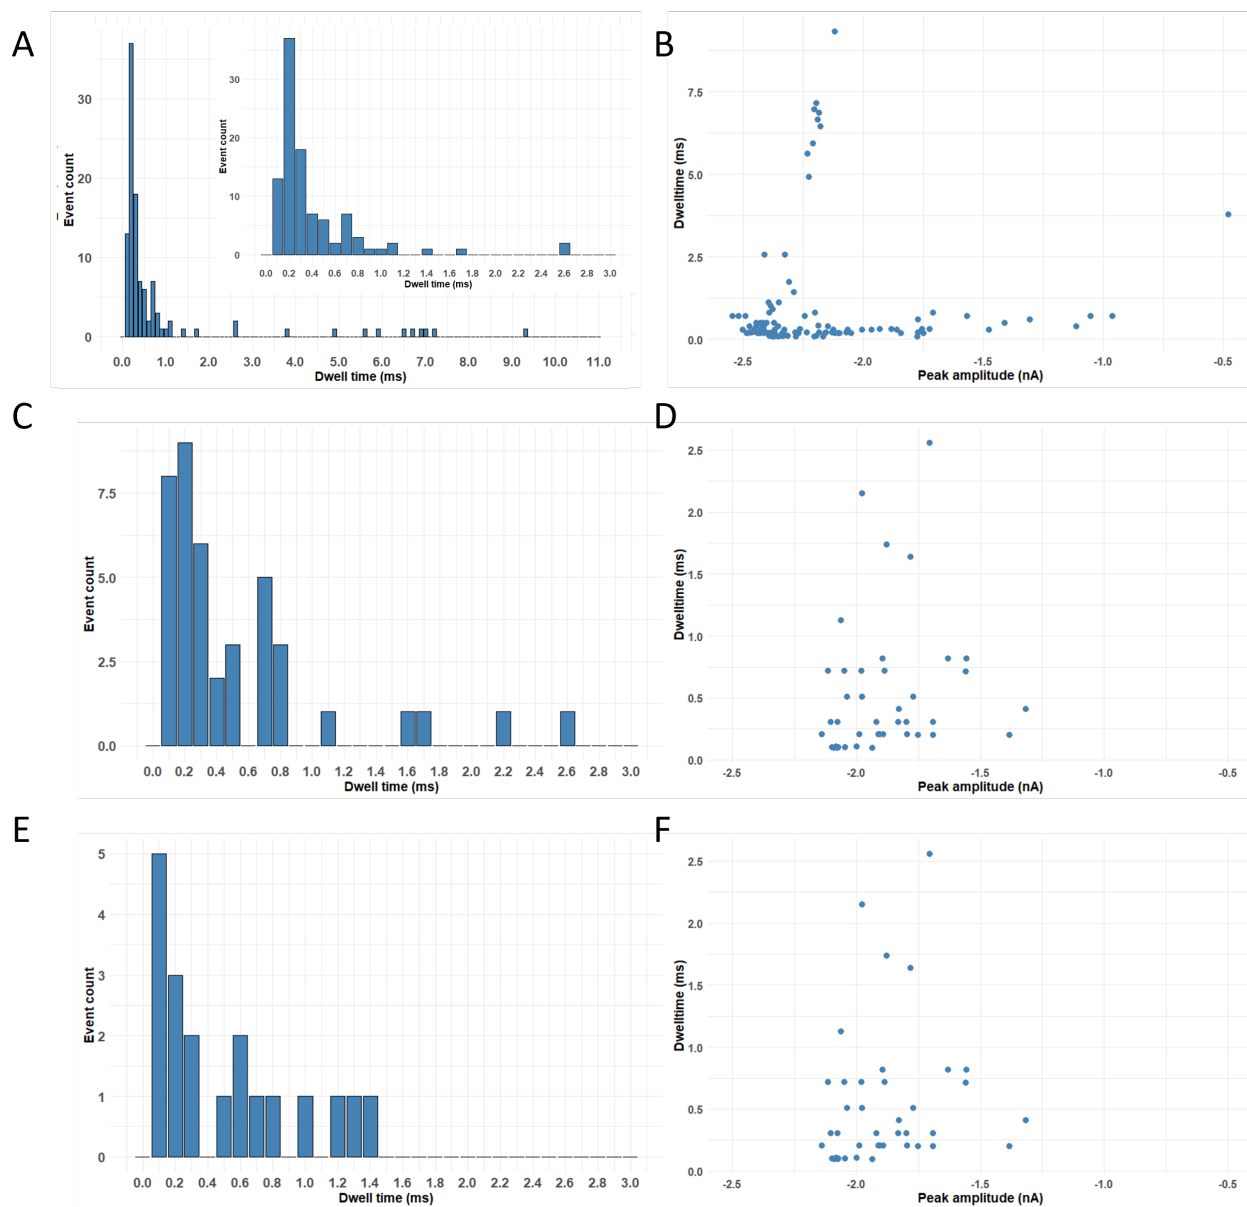 A
B
30
20
10
0
Event count
0.0 1.0 2.0 3.0 4.0 5.0 6.0 7.0 8.0 9.0 10.0 11.0
Dwell time (ms)
30
20
10
0
Event count
0.0 0.2 0.4 0.6 0.8 1.0 1.2 1.4 1.6 1.8 2.0 2.2 2.4 2.6 2.8 3.0
Dwell time (ms)
7.5
5.0
2.5
0.0
Dwelltime (ms)
-2.5 -2.0 -1.5 -1.0 -0.5
Peak amplitude (nA)
C
D
7.5
5.0
2.5
0.0
Event count
0.0 0.2 0.4 0.6 0.8 1.0 1.2 1.4 1.6 1.8 2.0 2.2 2.4 2.6 2.8 3.0
Dwell time (ms)
2.5
2.0
1.5
1.0
0.5
0.0
Dwelltime (ms)
-2.5 -2.0 -1.5 -1.0 -0.5
Peak amplitude (nA)
E
F
5
4
3
2
1
0
Event count
0.0 0.2 0.4 0.6 0.8 1.0 1.2 1.4 1.6 1.8 2.0 2.2 2.4 2.6 2.8 3.0
Dwell time (ms)
2.5
2.0
1.5
1.0
0.5
0.0
Dwelltime (ms)
-2.5 -2.0 -1.5 -1.0 -0.5
Peak amplitude (nA)